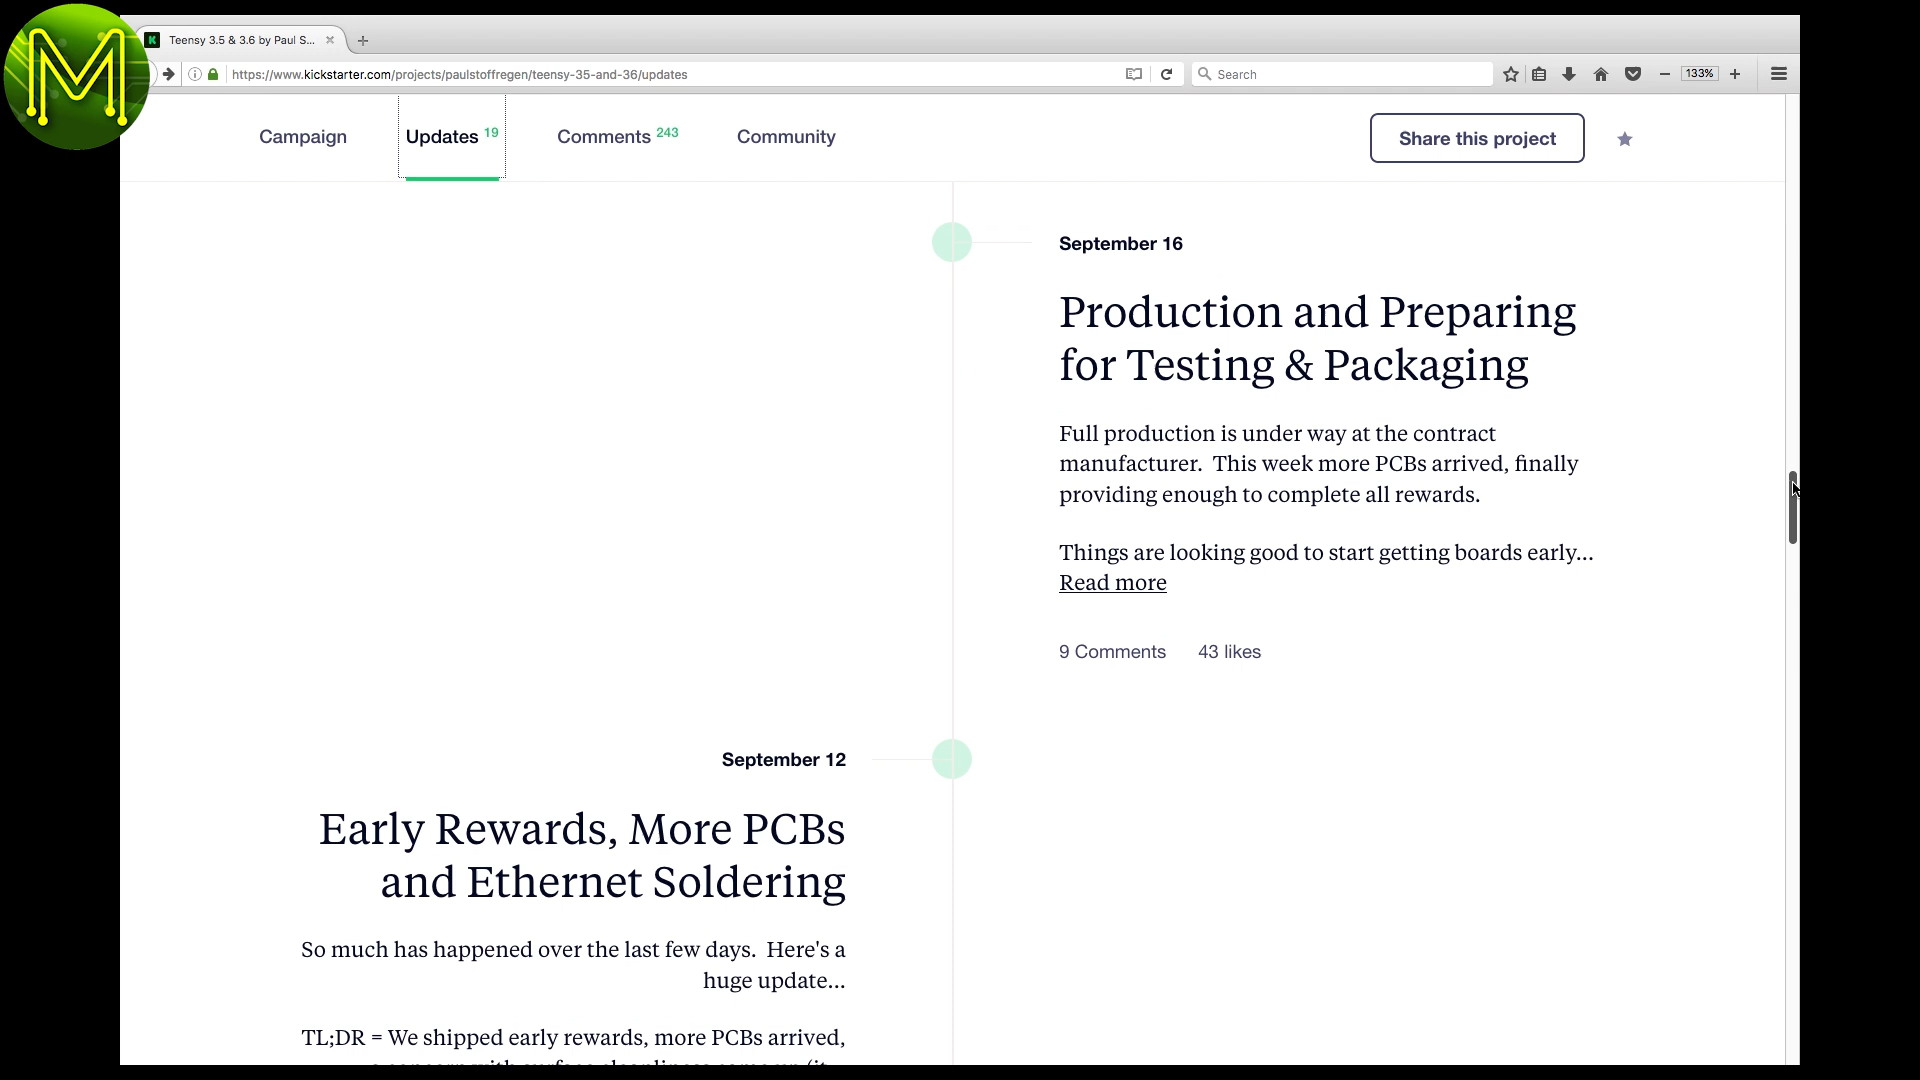 M
Teensy 3.5 & 3.6 by Paul S...
https://www.kickstarter.com/projects/paulstoffregen/teensy-35-and-36/updates
Search
133%
Campaign
Updates 19
Comments 243
Community
Share this project
September 16
Production and Preparing
for Testing & Packaging
Full production is under way at the contract
manufacturer.  This week more PCBs arrived, finally
providing enough to complete all rewards.
Things are looking good to start getting boards early...
Read more
9 Comments
43 likes
September 12
Early Rewards, More PCBs
and Ethernet Soldering
So much has happened over the last few days.  Here's a
huge update...
TL;DR = We shipped early rewards, more PCBs arrived,